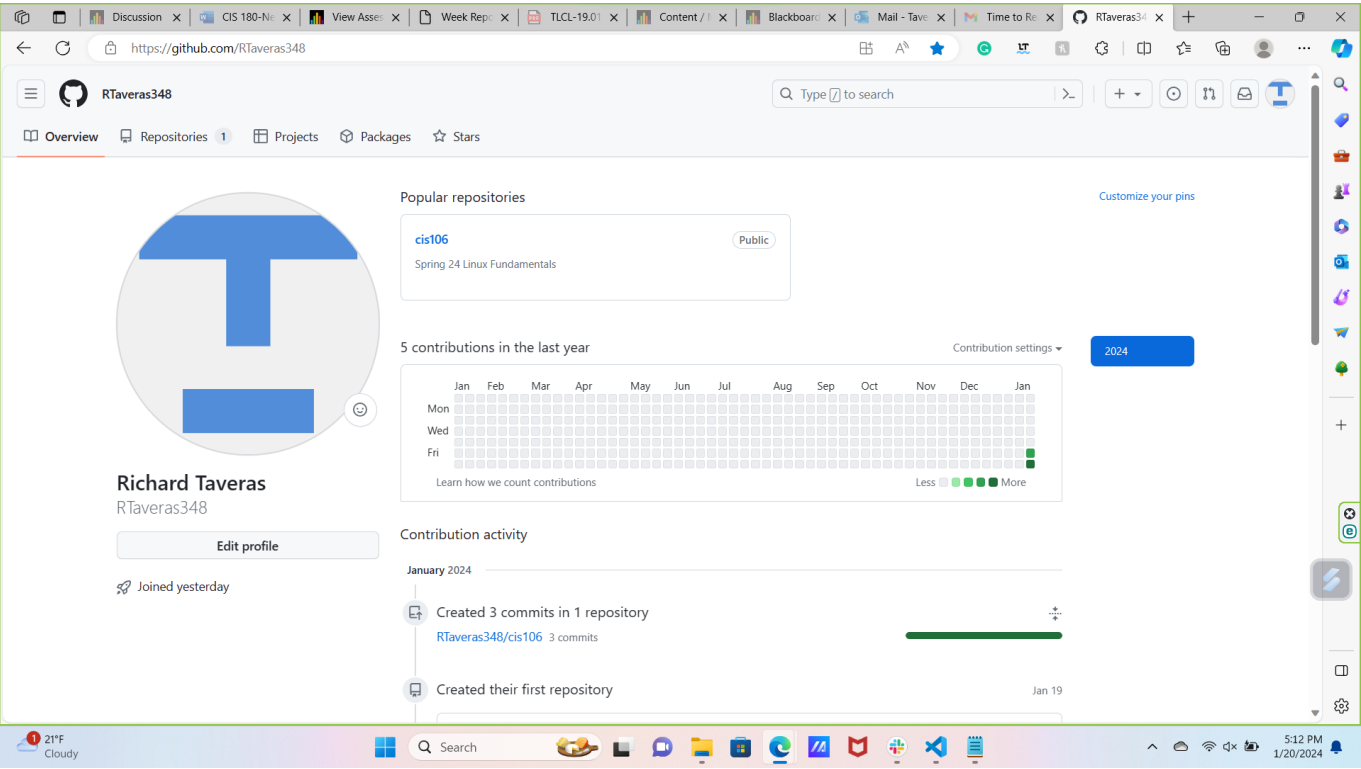 Discussion
CIS 180-Ne
View Asses
Week Repo
TLCL-19.01
Content / N
Blackboard
Mail - Tave
Time to Re
RTaveras34
https://github.com/RTaveras348
RTaveras348
Type / to search
Overview
Repositories 1
Projects
Packages
Stars
Popular repositories
Customize your pins
cis106
Public
Spring 24 Linux Fundamentals
5 contributions in the last year
Contribution settings
2024
Jan Feb Mar Apr May Jun Jul Aug Sep Oct Nov Dec Jan
Mon
Wed
Fri
Learn how we count contributions
Less More
Richard Taveras
RTaveras348
Edit profile
Joined yesterday
Contribution activity
January 2024
Created 3 commits in 1 repository
RTaveras348/cis106 3 commits
Created their first repository
Jan 19
1
21°F
Cloudy
Search
5:12 PM
1/20/2024